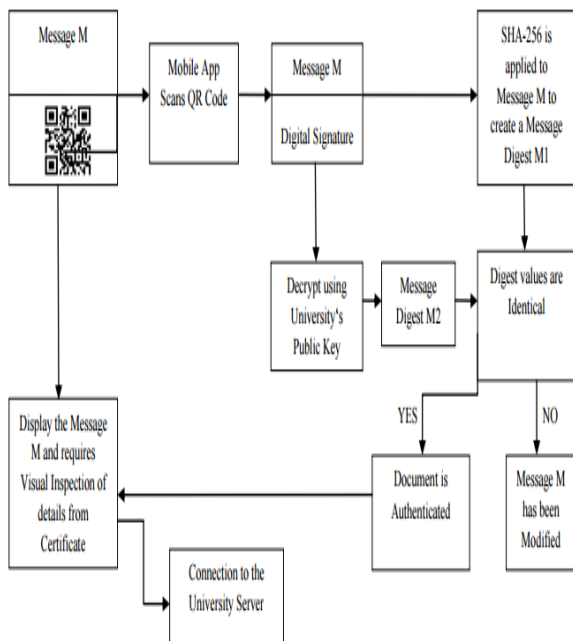 Message M
Mobile App
Scans QR Code
Message M
Digital Signature
SHA-256 is
applied to
Message M to
create a Message
Digest M1
Decrypt using
University's
Public Key
Message
Digest M2
Digest values are
Identical
YES
NO
Display the Message
M and requires
Visual Inspection of
details from
Certificate
Document is
Authenticated
Message M
has been
Modified
Connection to the
University Server